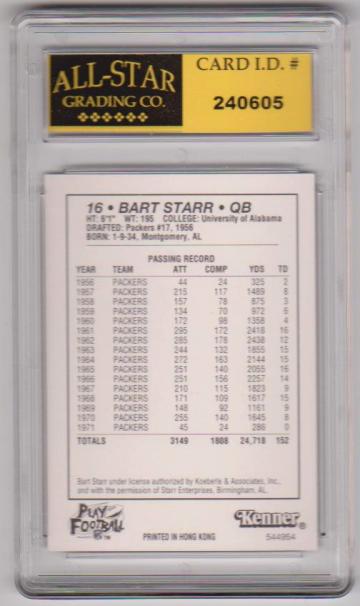 ALL-STAR
GRADING CO.
CARD I.D. #
240605
16 • BART STARR • QB
HT: 6'1" WT: 195 COLLEGE: University of Alabama
DRAFTED: Packers #17, 1956
BORN: 1-9-34, Montgomery, AL
PASSING RECORD
YEAR TEAM ATT COMP YDS TD
1956 PACKERS 44 24 325 2
1957 PACKERS 215 117 1489 8
1958 PACKERS 157 78 875 3
1959 PACKERS 134 70 972 6
1960 PACKERS 172 98 1358 4
1961 PACKERS 295 172 2418 16
1962 PACKERS 285 178 2438 12
1963 PACKERS 244 132 1855 15
1964 PACKERS 272 163 2144 15
1965 PACKERS 251 140 2055 16
1966 PACKERS 251 156 2257 14
1967 PACKERS 210 115 1823 9
1968 PACKERS 171 109 1617 15
1969 PACKERS 148 92 1161 9
1970 PACKERS 255 140 1645 8
1971 PACKERS 45 24 286 0
TOTALS 3149 1808 24,718 152
Bart Starr under license authorized by Koeberle & Associates, Inc.,
and with the permission of Starr Enterprises, Birmingham, AL.
PLAY
FOOTBALL
TM
PRINTED IN HONG KONG
Kenner®
544954